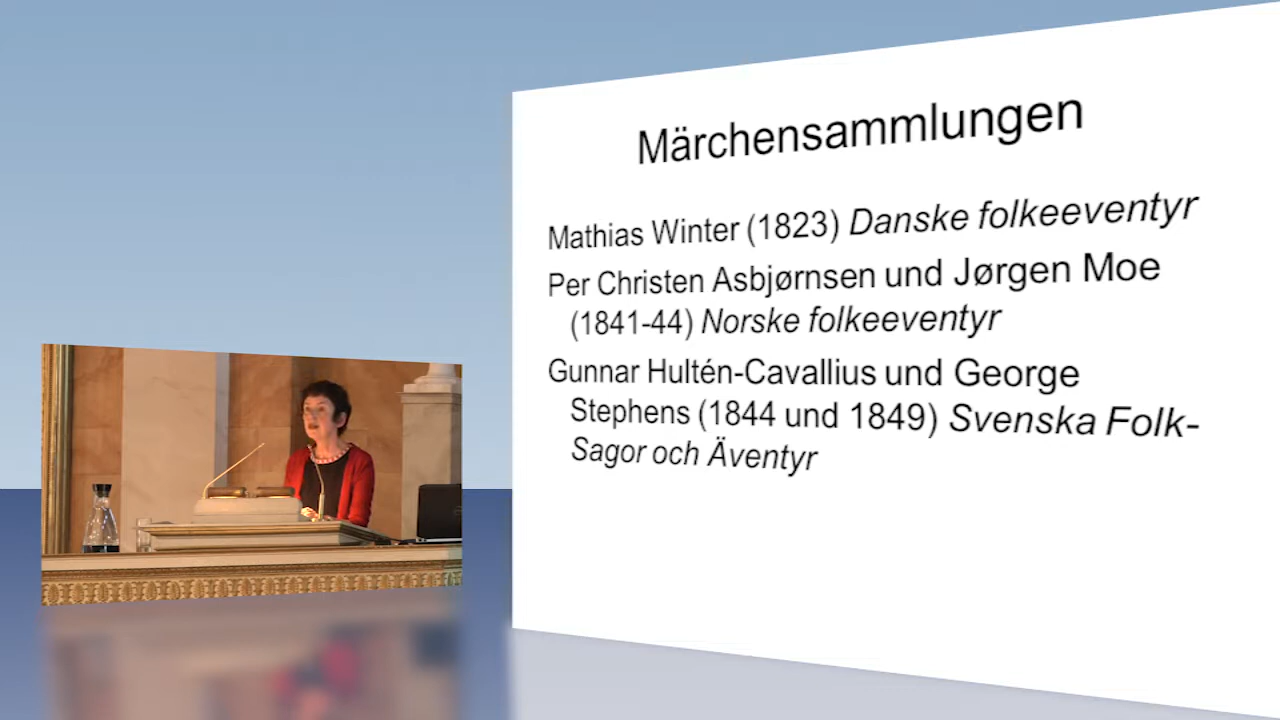 Märchensammlungen
Mathias Winter (1823) Danske folkeeventyr
Per Christen Asbjørnsen und Jørgen Moe
(1841-44) Norske folkeeventyr
Gunnar Hultén-Cavallius und George
Stephens (1844 und 1849) Svenska Folk-
Sagor och Äventyr